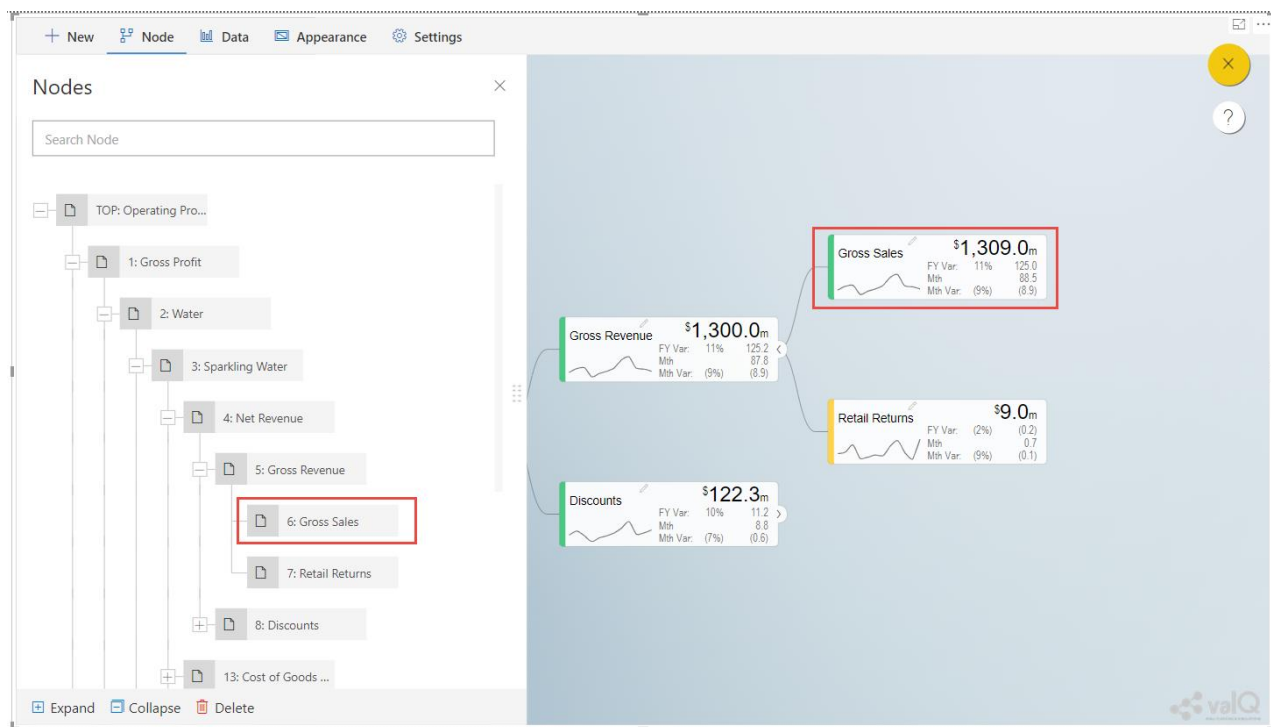 New Node Data Appearance Settings
Nodes
Search Node
TOP: Operating Pro...
1: Gross Profit
2: Water
3: Sparkling Water
4: Net Revenue
5: Gross Revenue
6: Gross Sales
7: Retail Returns
8: Discounts
13: Cost of Goods ...
Expand Collapse Delete
?
Gross Sales $1,309.0m
FY Var: 11% 125.0
Mth 88.5
Mth Var: (9%) (8.9)
Gross Revenue $1,300.0m
FY Var: 11% 125.2
Mth 87.8
Mth Var: (9%) (8.9)
Retail Returns $9.0m
FY Var: (2%) (0.2)
Mth 0.7
Mth Var: (9%) (0.1)
Discounts $122.3m
FY Var: 10% 11.2
Mth 8.8
Mth Var: (7%) (0.6)
valQ